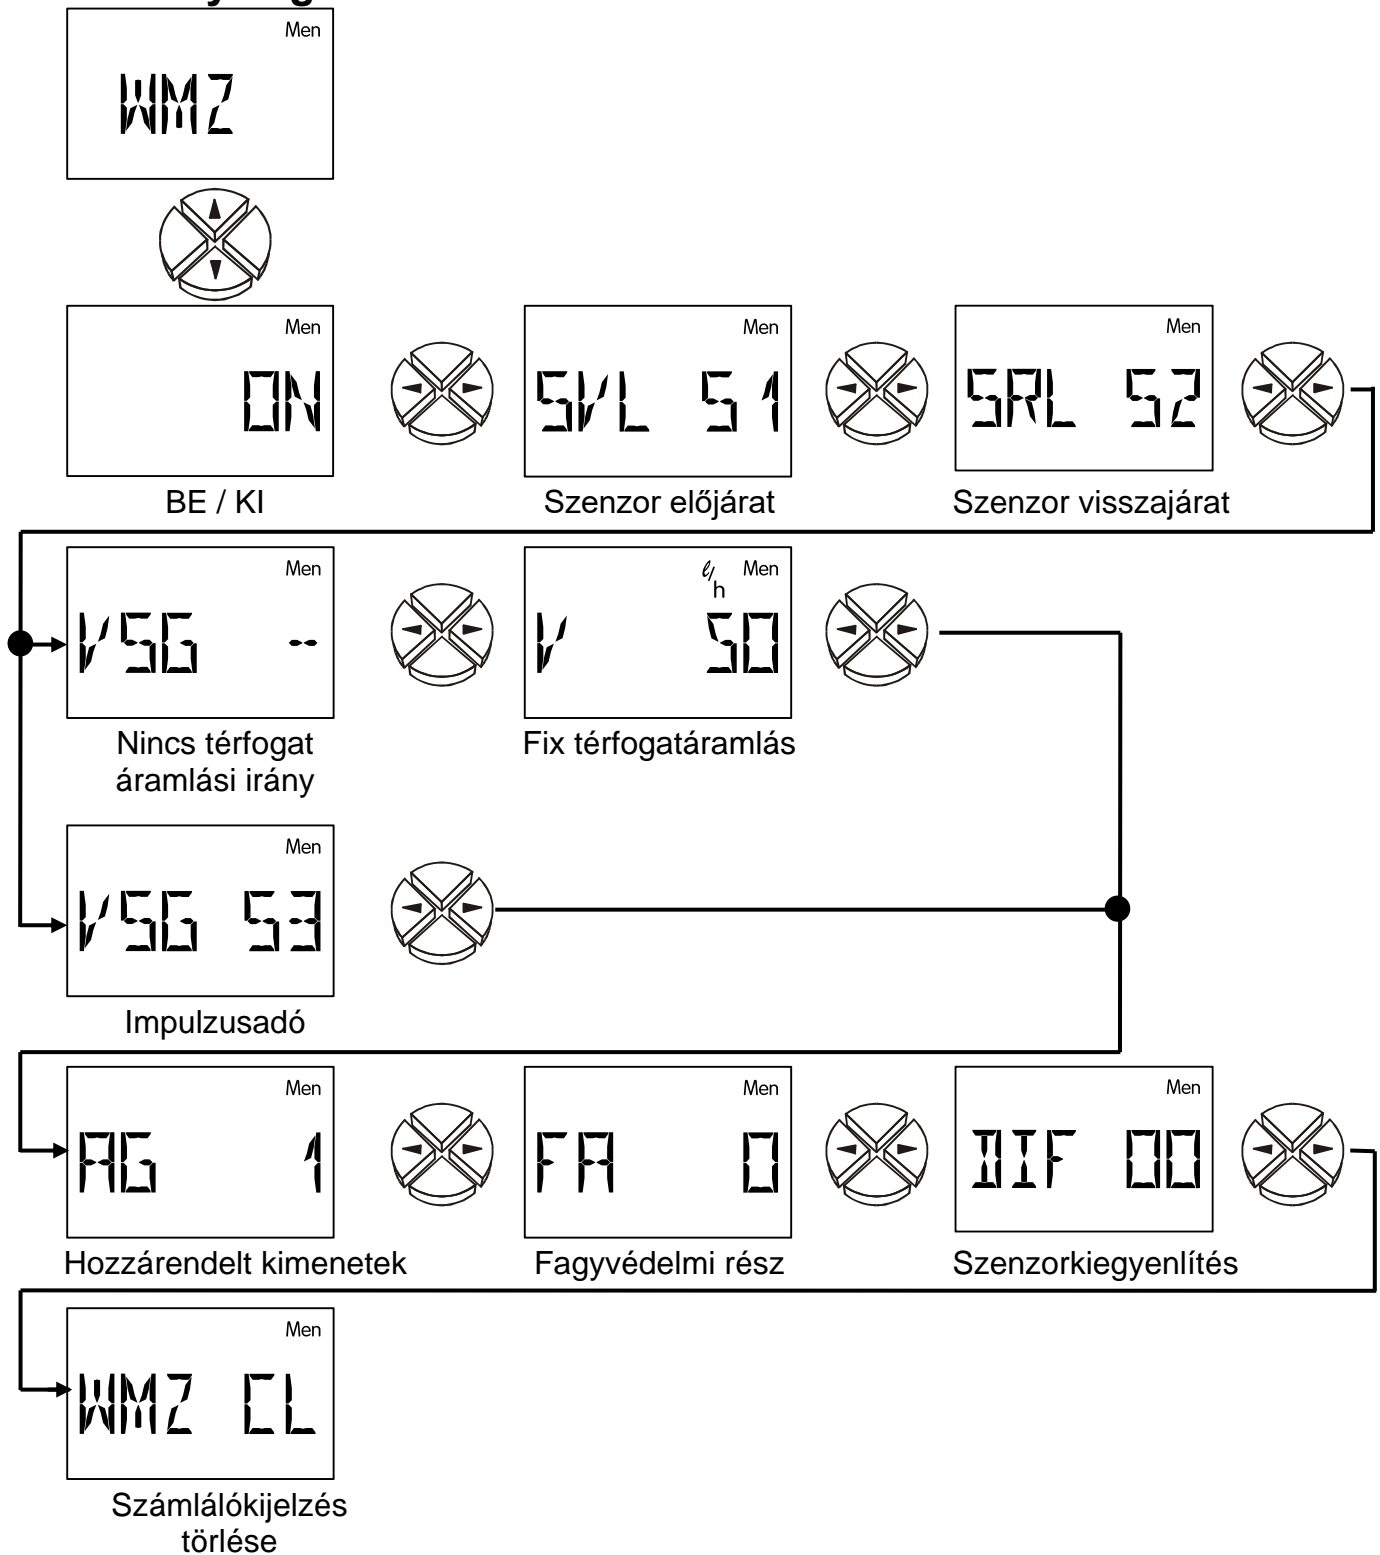 Men
WMZ
Men
ON
Men
SVL S1
Men
SRL S2
BE / KI
Szenzor előjárat
Szenzor visszajárat
Men
VSG --
l/h Men
V 50
Nincs térfogat
áramlási irány
Fix térfogatáramlás
Men
VSG S3
Impulzusadó
Men
AG 1
Men
FA 0
Men
DIF 00
Hozzárendelt kimenetek
Fagyvédelmi rész
Szenzorkiegyenlítés
Men
WMZ CL
Számlálókijelzés
törlése